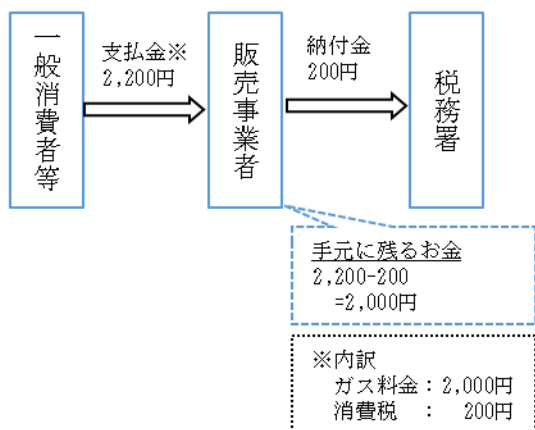 一般消費者等
支払金※
2,200円
販売事業者
納付金
200円
税務署
手元に残るお金
2,200-200
=2,000円
※内訳
ガス料金：2,000円
消費税　：　200円